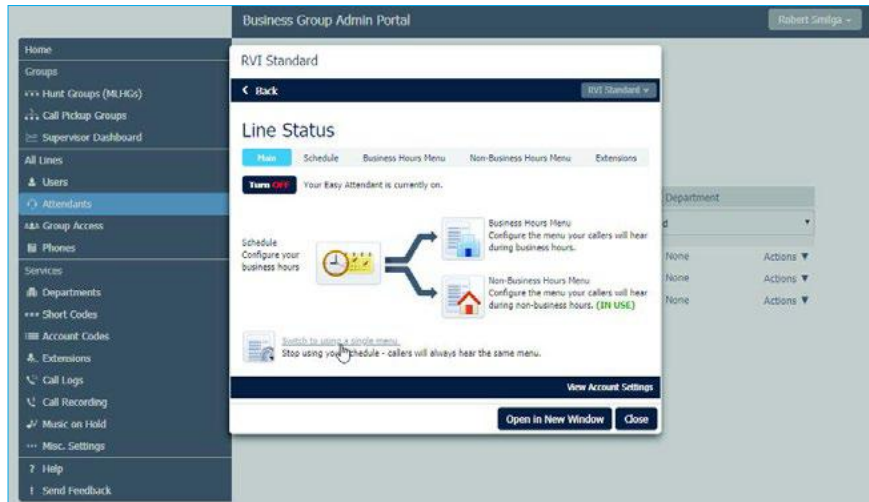 Business Group Admin Portal
Robert Smilga
Home
Groups
Hunt Groups (MLHGs)
Call Pickup Groups
Supervisor Dashboard
All Lines
Users
Attendants
Group Access
Phones
Services
Departments
Short Codes
Account Codes
Extensions
Call Logs
Call Recording
Music on Hold
Misc. Settings
? Help
! Send Feedback
RVI Standard
Back
RVI Standard
Line Status
Main Schedule Business Hours Menu Non-Business Hours Menu Extensions
Turn OFF Your Easy Attendant is currently on.
Schedule
Configure your
business hours
Business Hours Menu
Configure the menu your callers will hear
during business hours.
Non-Business Hours Menu
Configure the menu your callers will hear
during non-business hours. (IN USE)
Switch to using a single menu.
Stop using your schedule - callers will always hear the same menu.
View Account Settings
Open in New Window Close
Department
d
None Actions ▼
None Actions ▼
None Actions ▼